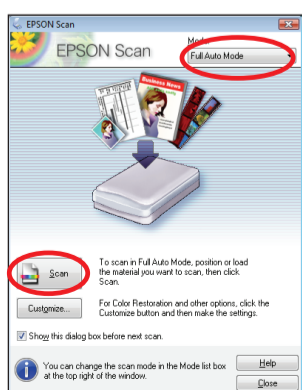 EPSON Scan
EPSON Scan
Mode
Full Auto Mode
Business News
Scan
To scan in Full Auto Mode, position or load
the material you want to scan, then click
Scan.
Customize...
For Color Restoration and other options, click the
Customize button and then make the settings.
Show this dialog box before next scan.
You can change the scan mode in the Mode list box
at the top right of the window.
Help
Close